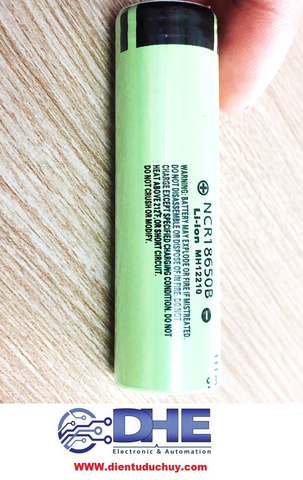 NCR18650B
Li-ion MH12210
WARNING: BATTERY MAY EXPLODE OR FIRE IF MISTREATED.
DO NOT DISASSEMBLE OR DISPOSE OF IN FIRE. DO NOT
CHARGE EXCEPT SPECIFIED CHARGING CONDITION. DO NOT
HEAT ABOVE 212°F. OR SHORT CIRCUIT.
DO NOT CRUSH OR MODIFY.
DHE
Electronic & Automation
www.dientuduchuy.com